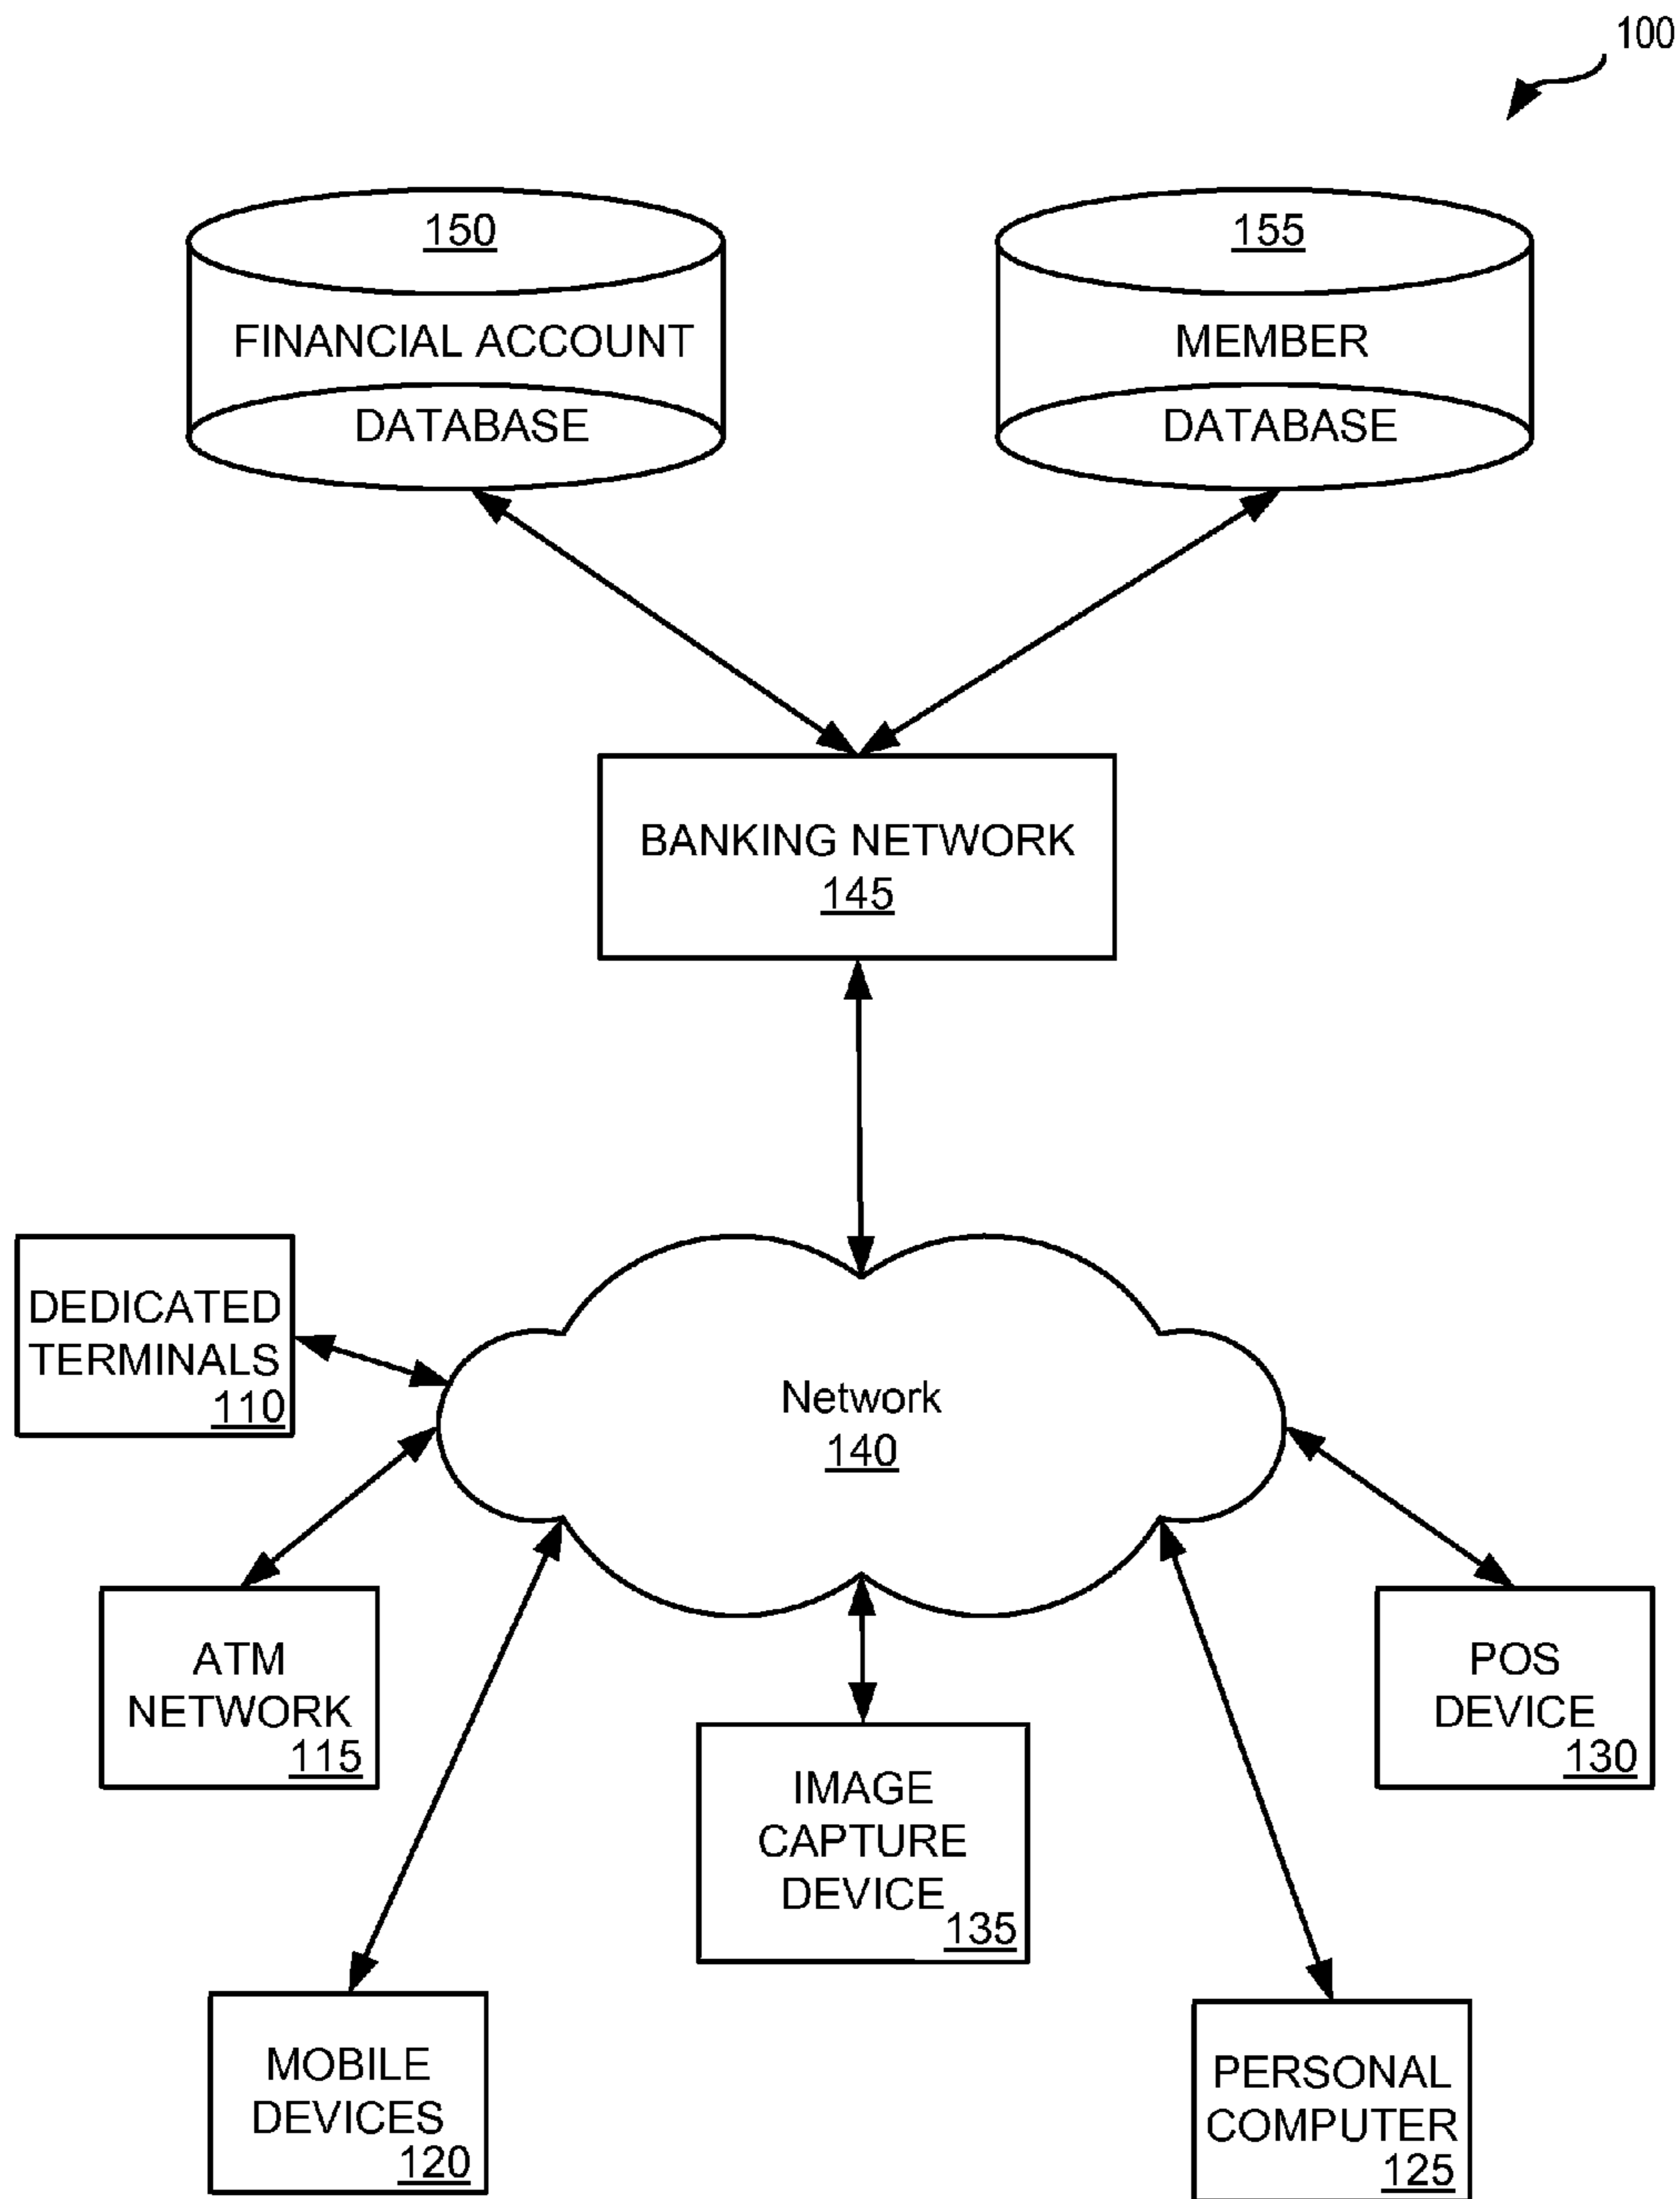 100
150
FINANCIAL ACCOUNT
DATABASE
155
MEMBER
DATABASE
BANKING NETWORK
145
DEDICATED
TERMINALS
110
Network
140
ATM
NETWORK
115
IMAGE
CAPTURE
DEVICE
135
POS
DEVICE
130
MOBILE
DEVICES
120
PERSONAL
COMPUTER
125